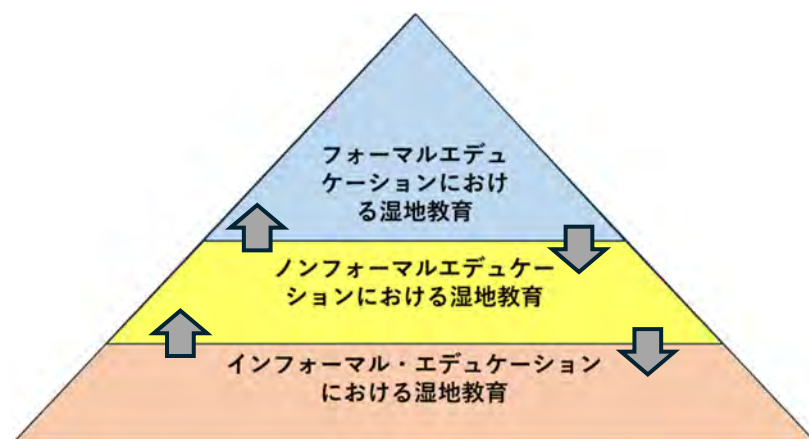 フォーマルエデュ
ケーションにおけ
る湿地教育
ノンフォーマルエデュケー
ションにおける湿地教育
インフォーマル・エデュケーション
における湿地教育